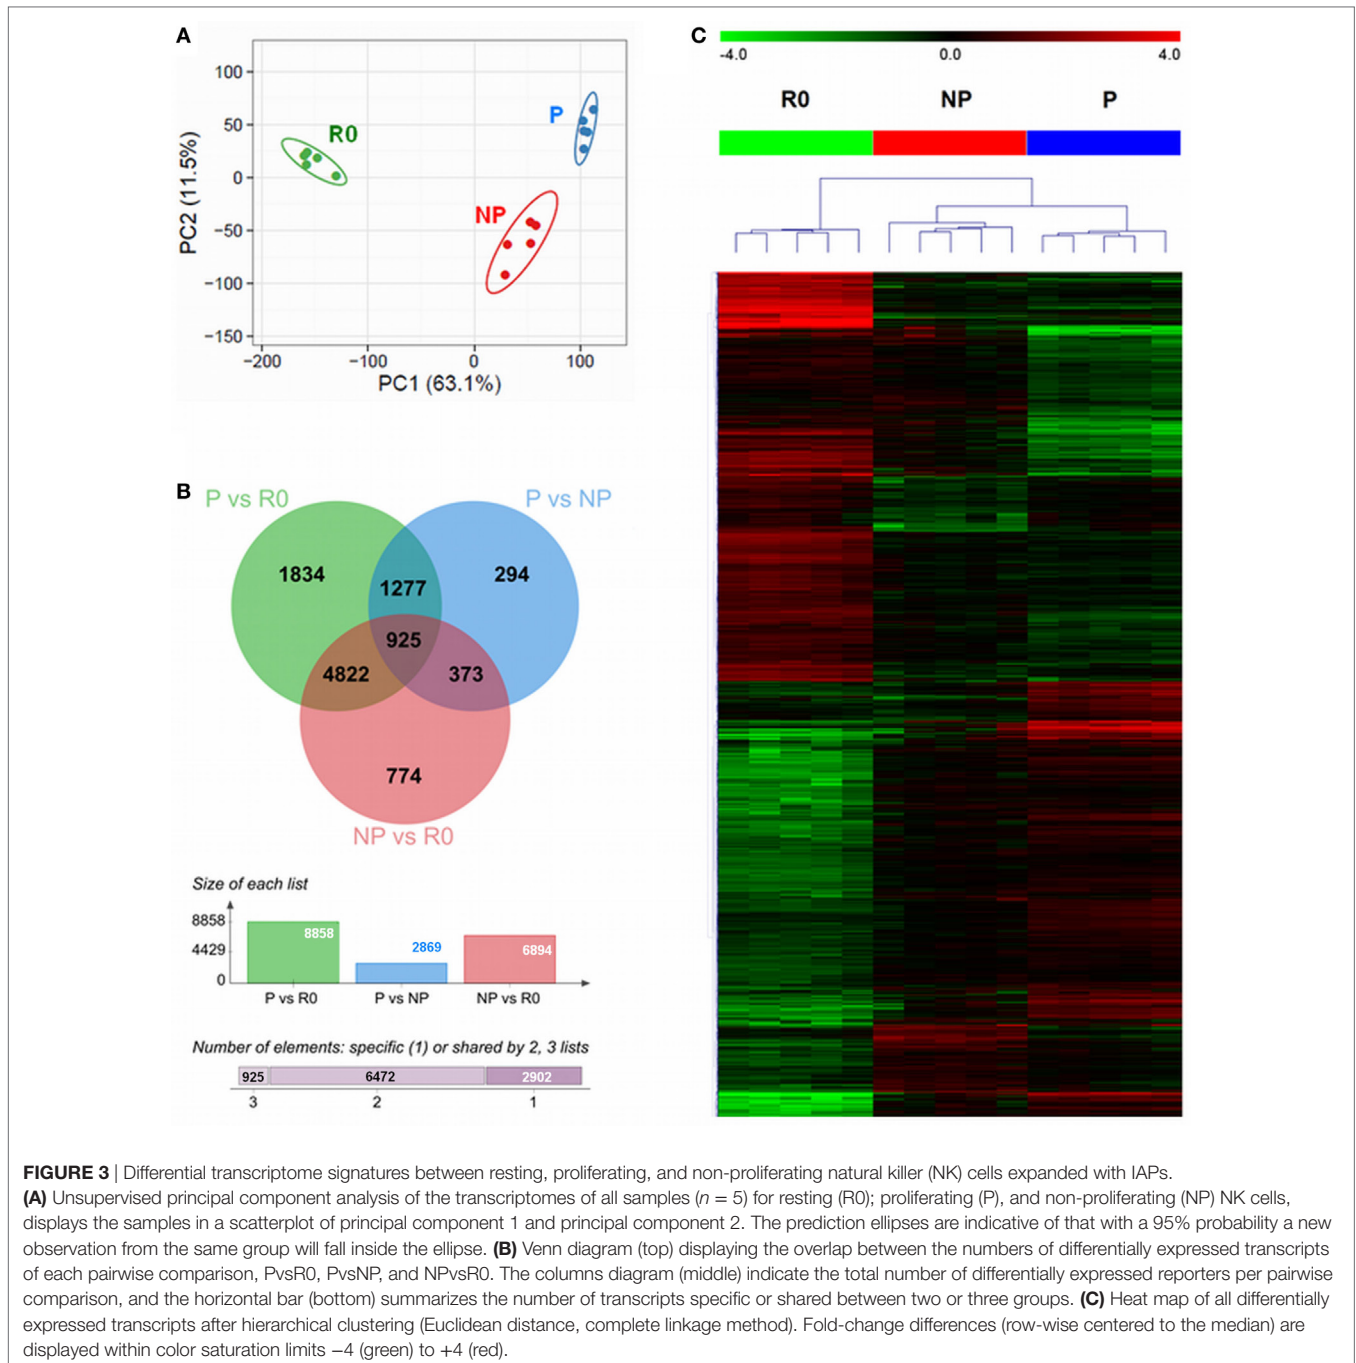 A
100
50
0
−50
−100
−150
−200
−100
0
100
PC2 (11.5%)
PC1 (63.1%)
R0
P
NP
B
P vs R0
P vs NP
1834
1277
294
925
4822
373
774
NP vs R0
Size of each list
8858
4429
0
8858
2869
6894
P vs R0
P vs NP
NP vs R0
Number of elements: specific (1) or shared by 2, 3 lists
925
6472
2902
3
2
1
C
-4.0
0.0
4.0
R0
NP
P
FIGURE 3 | Differential transcriptome signatures between resting, proliferating, and non-proliferating natural killer (NK) cells expanded with IAPs.
(A) Unsupervised principal component analysis of the transcriptomes of all samples (n = 5) for resting (R0); proliferating (P), and non-proliferating (NP) NK cells,
displays the samples in a scatterplot of principal component 1 and principal component 2. The prediction ellipses are indicative of that with a 95% probability a new
observation from the same group will fall inside the ellipse. (B) Venn diagram (top) displaying the overlap between the numbers of differentially expressed transcripts
of each pairwise comparison, PvsR0, PvsNP, and NPvsR0. The columns diagram (middle) indicate the total number of differentially expressed reporters per pairwise
comparison, and the horizontal bar (bottom) summarizes the number of transcripts specific or shared between two or three groups. (C) Heat map of all differentially
expressed transcripts after hierarchical clustering (Euclidean distance, complete linkage method). Fold-change differences (row-wise centered to the median) are
displayed within color saturation limits −4 (green) to +4 (red).